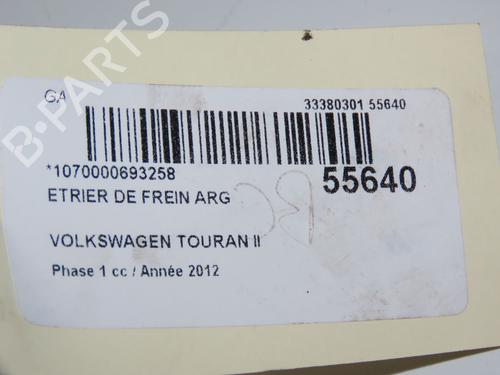 B-PARTS
GA
33380301 55640
*1070000693258
55640
ETRIER DE FREIN ARG
VOLKSWAGEN TOURAN II
Phase 1 cc / Année 2012